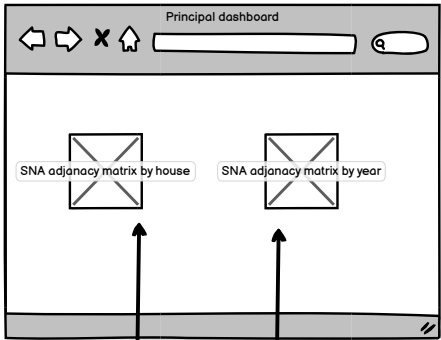 Principal dashboard
SNA adjanacy matrix by house
SNA adjanacy matrix by year